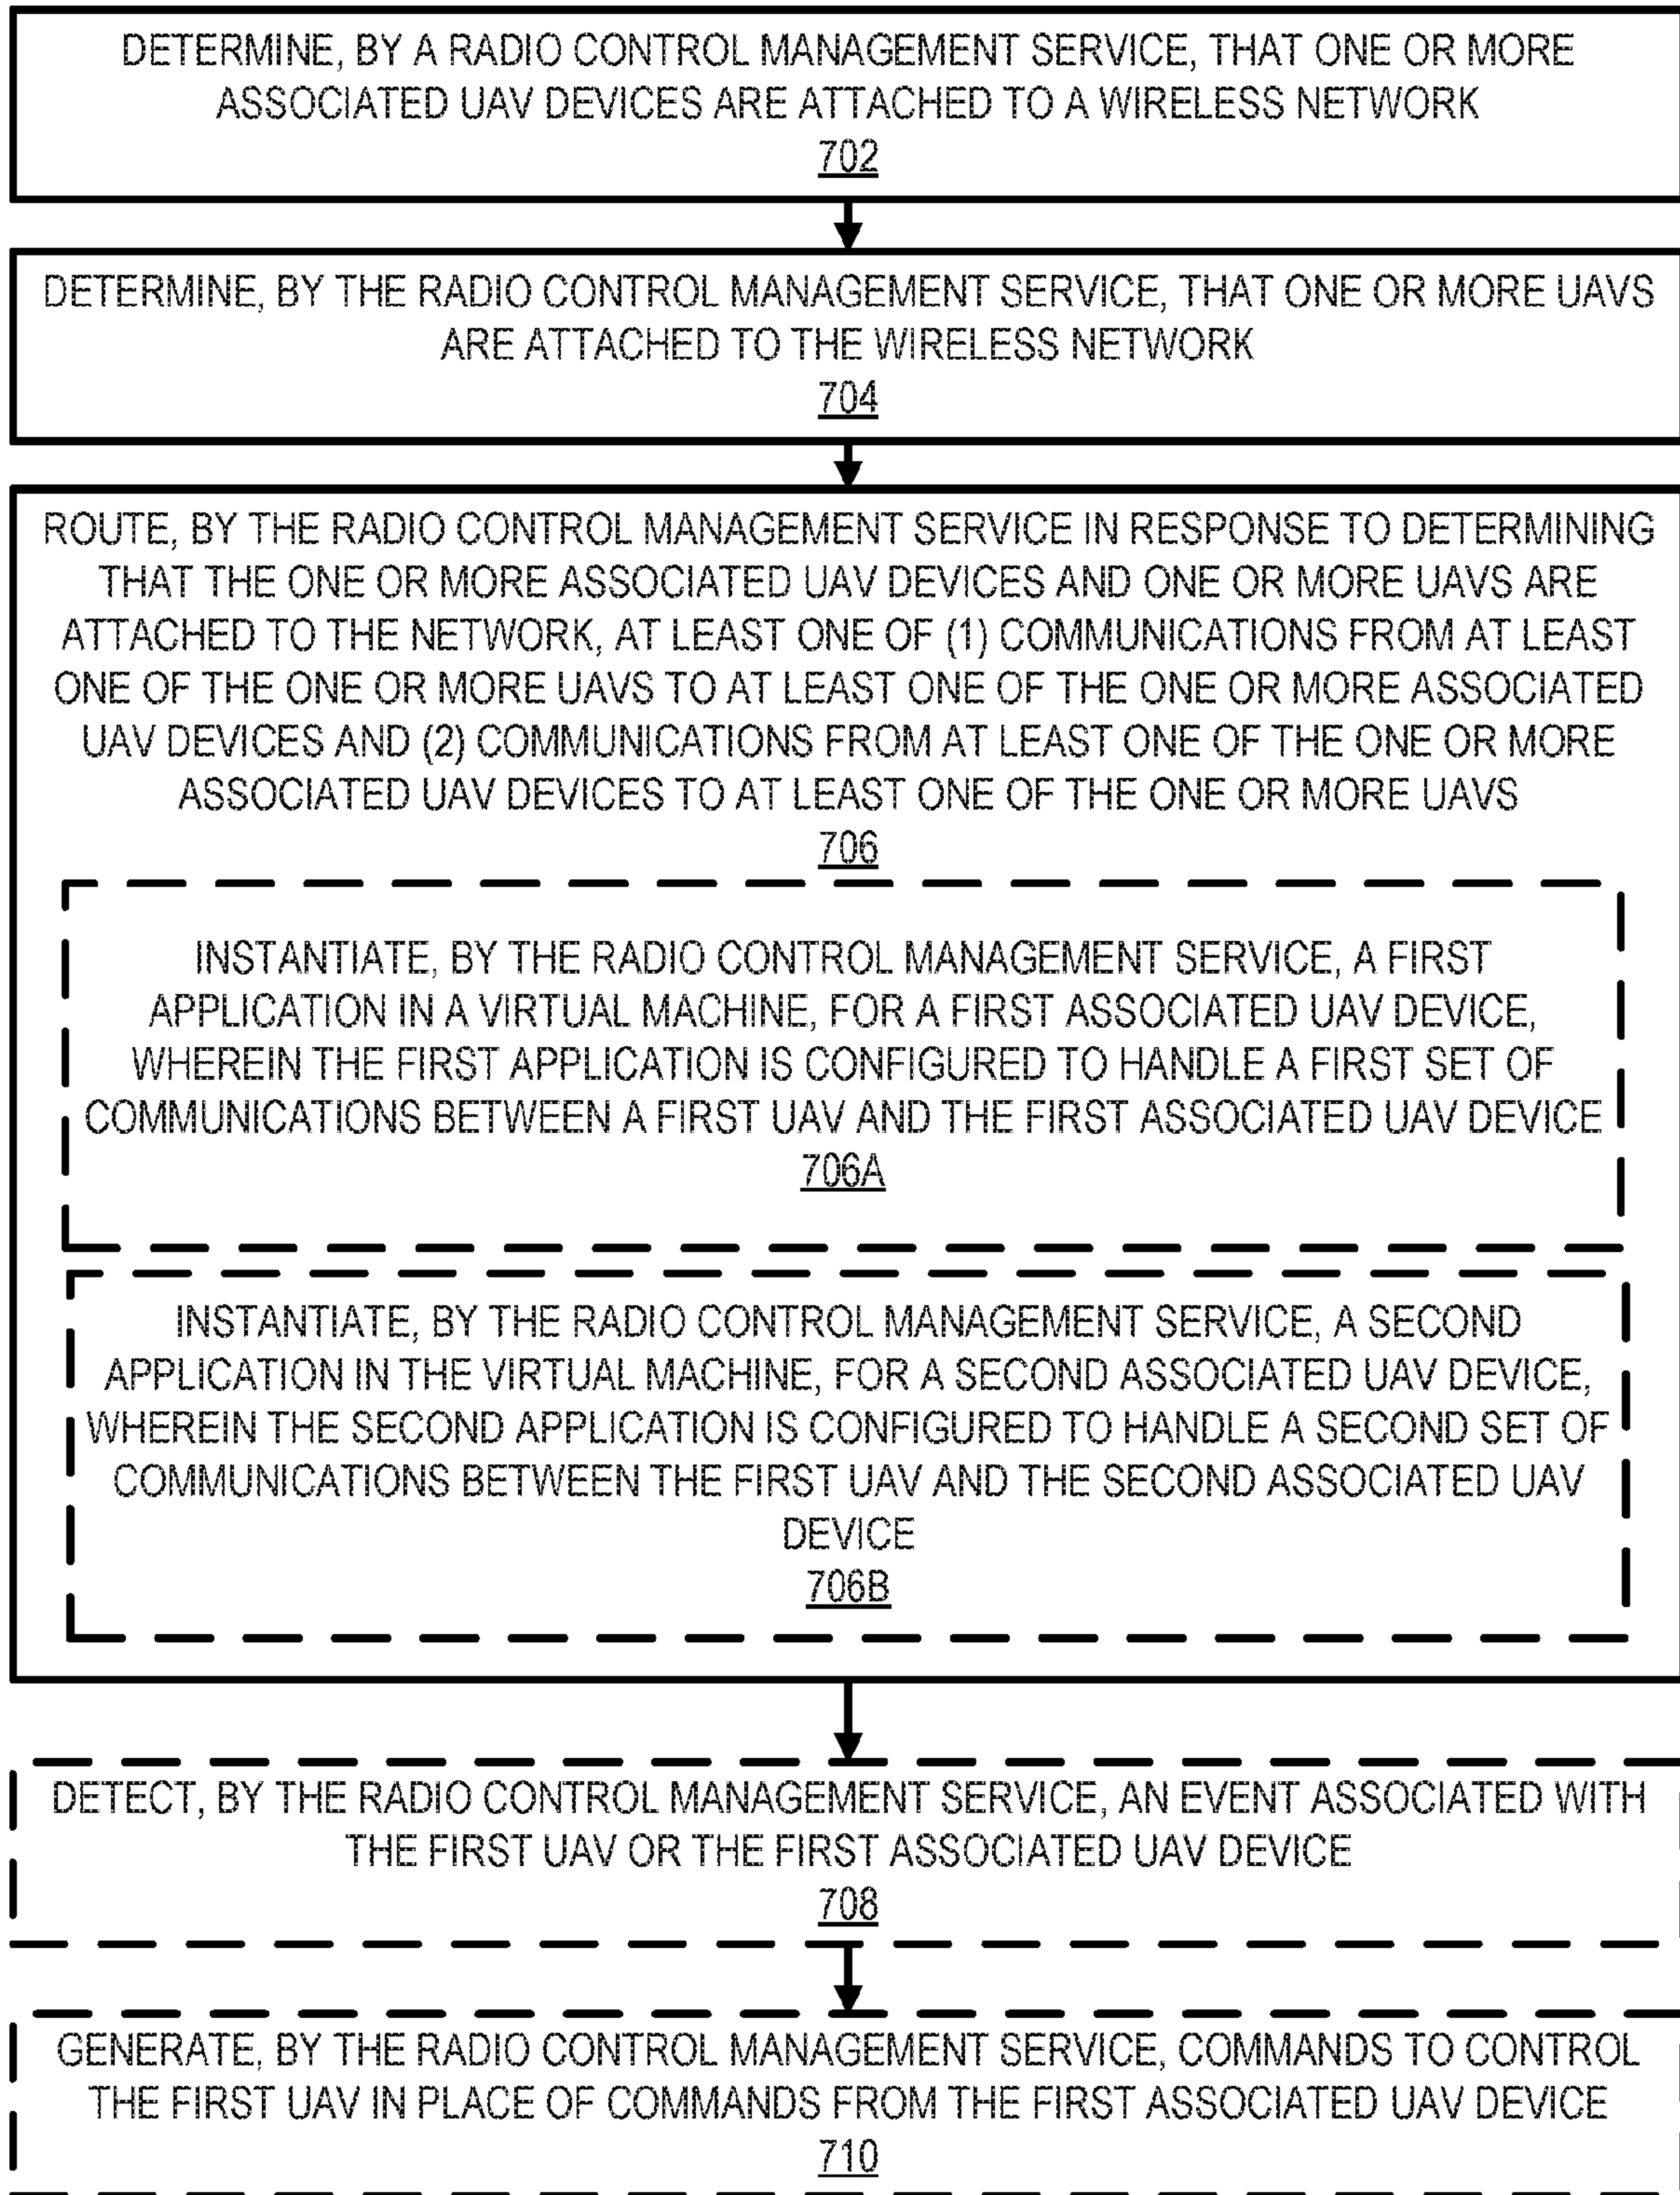 DETERMINE, BY A RADIO CONTROL MANAGEMENT SERVICE, THAT ONE OR MORE
ASSOCIATED UAV DEVICES ARE ATTACHED TO A WIRELESS NETWORK
702
DETERMINE, BY THE RADIO CONTROL MANAGEMENT SERVICE, THAT ONE OR MORE UAVS
ARE ATTACHED TO THE WIRELESS NETWORK
704
ROUTE, BY THE RADIO CONTROL MANAGEMENT SERVICE IN RESPONSE TO DETERMINING
THAT THE ONE OR MORE ASSOCIATED UAV DEVICES AND ONE OR MORE UAVS ARE
ATTACHED TO THE NETWORK, AT LEAST ONE OF (1) COMMUNICATIONS FROM AT LEAST
ONE OF THE ONE OR MORE UAVS TO AT LEAST ONE OF THE ONE OR MORE ASSOCIATED
UAV DEVICES AND (2) COMMUNICATIONS FROM AT LEAST ONE OF THE ONE OR MORE
ASSOCIATED UAV DEVICES TO AT LEAST ONE OF THE ONE OR MORE UAVS
706
INSTANTIATE, BY THE RADIO CONTROL MANAGEMENT SERVICE, A FIRST
APPLICATION IN A VIRTUAL MACHINE, FOR A FIRST ASSOCIATED UAV DEVICE,
WHEREIN THE FIRST APPLICATION IS CONFIGURED TO HANDLE A FIRST SET OF
COMMUNICATIONS BETWEEN A FIRST UAV AND THE FIRST ASSOCIATED UAV DEVICE
706A
INSTANTIATE, BY THE RADIO CONTROL MANAGEMENT SERVICE, A SECOND
APPLICATION IN THE VIRTUAL MACHINE, FOR A SECOND ASSOCIATED UAV DEVICE,
WHEREIN THE SECOND APPLICATION IS CONFIGURED TO HANDLE A SECOND SET OF
COMMUNICATIONS BETWEEN THE FIRST UAV AND THE SECOND ASSOCIATED UAV
DEVICE
706B
DETECT, BY THE RADIO CONTROL MANAGEMENT SERVICE, AN EVENT ASSOCIATED WITH
THE FIRST UAV OR THE FIRST ASSOCIATED UAV DEVICE
708
GENERATE, BY THE RADIO CONTROL MANAGEMENT SERVICE, COMMANDS TO CONTROL
THE FIRST UAV IN PLACE OF COMMANDS FROM THE FIRST ASSOCIATED UAV DEVICE
710